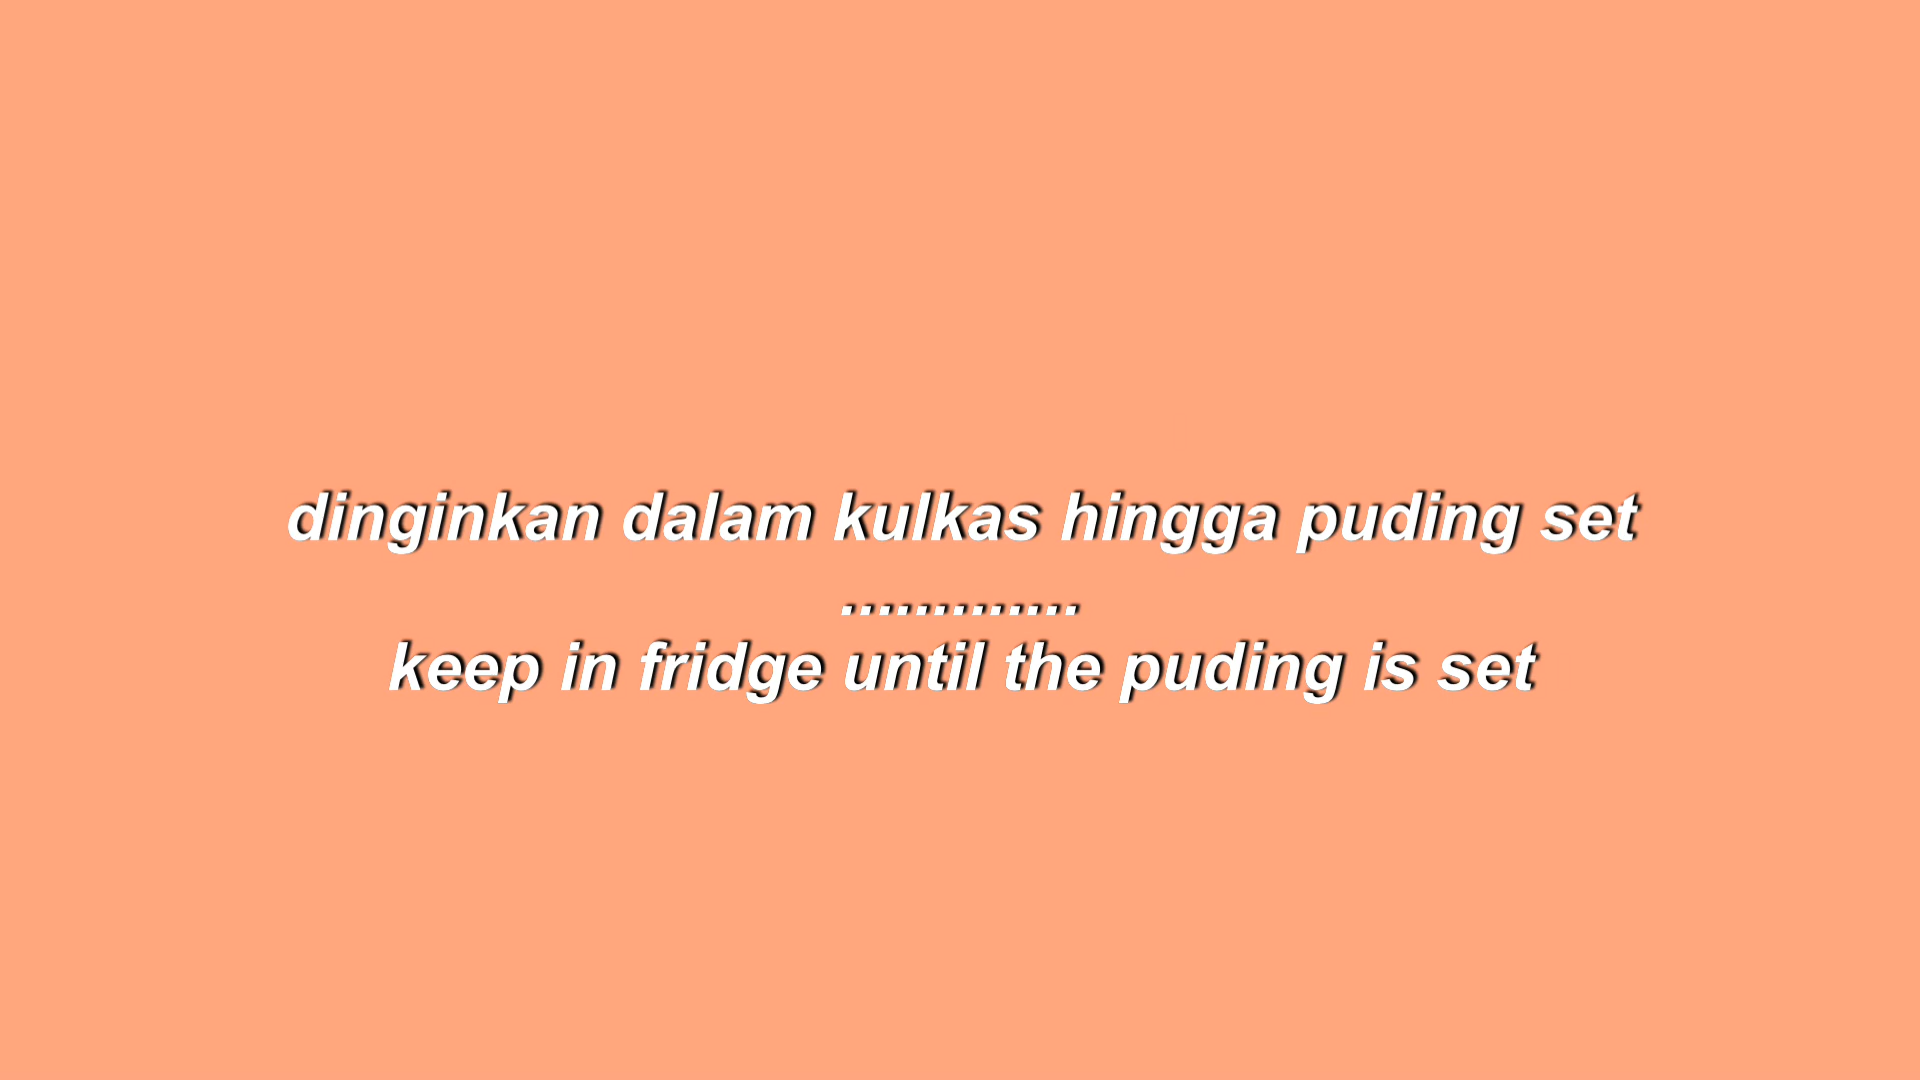 dinginkan dalam kulkas hingga puding set
.............
keep in fridge until the puding is set